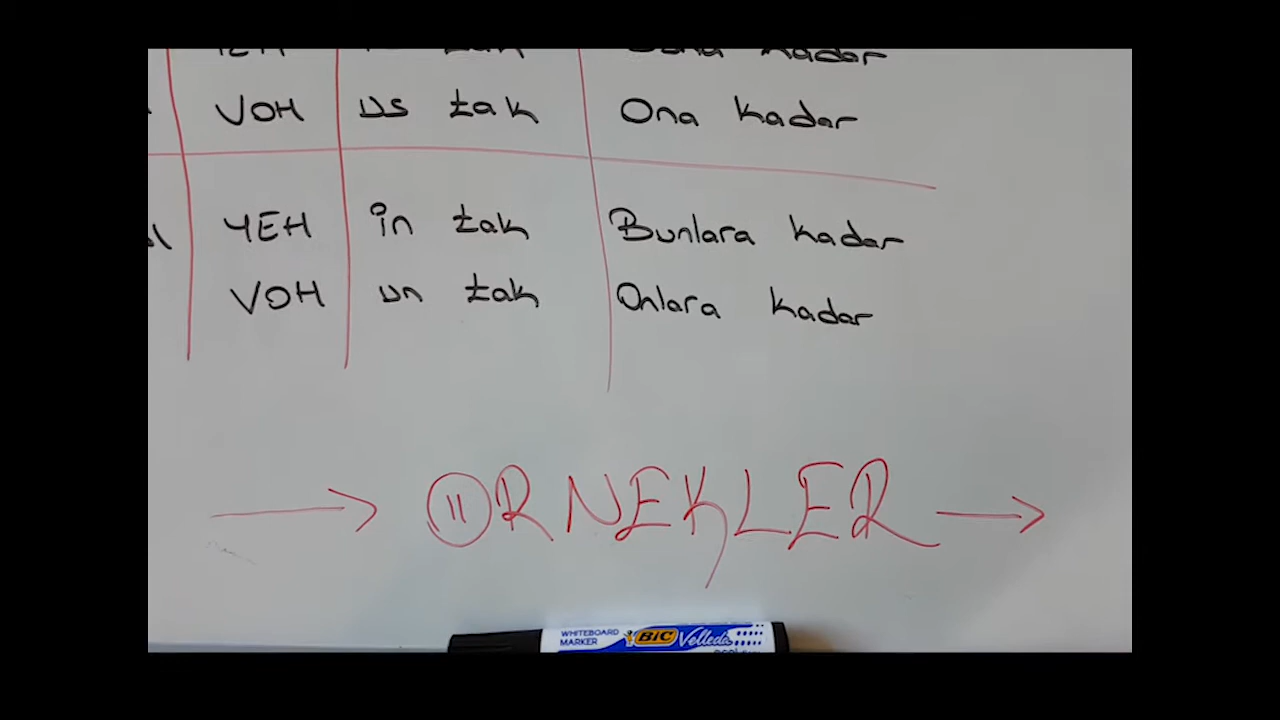 kadar
VOH us tak Ona kadar
YEH in tak Bunlara kadar
VOH un tak Onlara kadar
→ ÖRNEKLER →
WHITEBOARD MARKER BIC Velleda